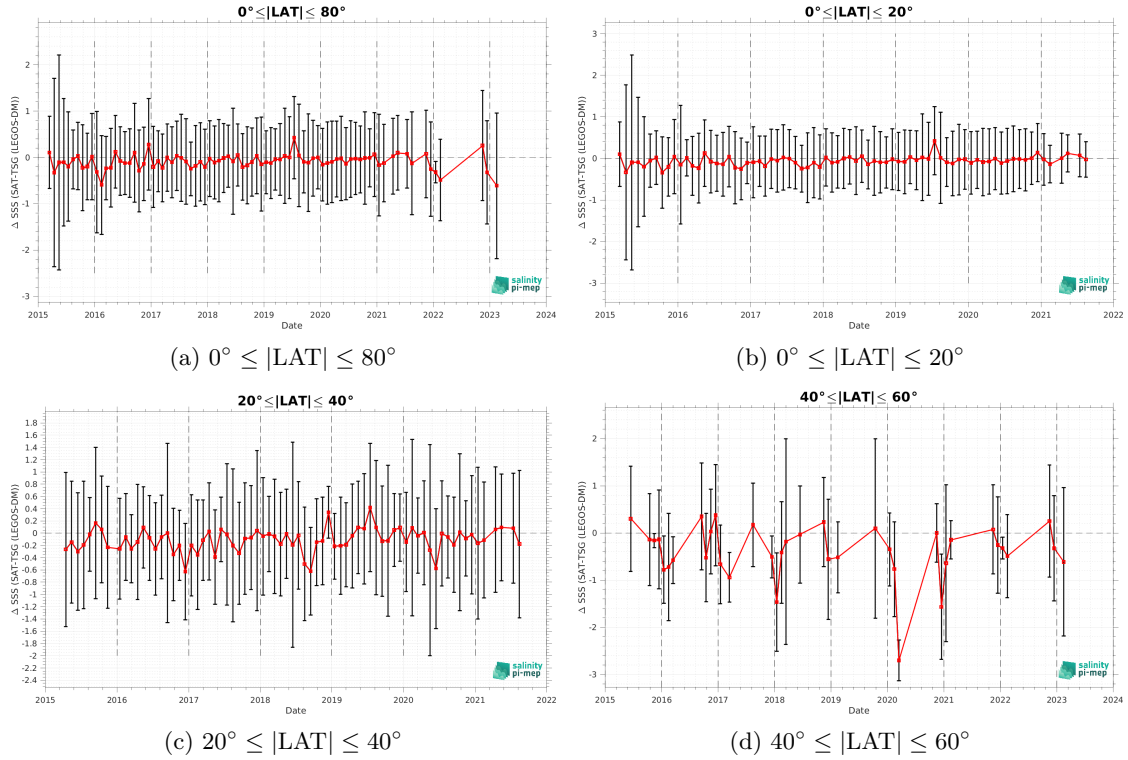 0°≤|LAT|≤ 80°
Δ SSS (SAT-TSG (LEGOS-DM))
2
1
0
-1
-2
-3
2015 2016 2017 2018 2019 2020 2021 2022 2023 2024
Date
salinity
pi-mep
(a) 0° ≤ |LAT| ≤ 80°
0°≤|LAT|≤ 20°
Δ SSS (SAT-TSG (LEGOS-DM))
3
2
1
0
-1
-2
-3
2015 2016 2017 2018 2019 2020 2021 2022
Date
salinity
pi-mep
(b) 0° ≤ |LAT| ≤ 20°
20°≤|LAT|≤ 40°
Δ SSS (SAT-TSG (LEGOS-DM))
1.8
1.6
1.4
1.2
1
0.8
0.6
0.4
0.2
0
-0.2
-0.4
-0.6
-0.8
-1
-1.2
-1.4
-1.6
-1.8
-2
-2.2
-2.4
2015 2016 2017 2018 2019 2020 2021 2022
Date
salinity
pi-mep
(c) 20° ≤ |LAT| ≤ 40°
40°≤|LAT|≤ 60°
Δ SSS (SAT-TSG (LEGOS-DM))
2
1
0
-1
-2
-3
2015 2016 2017 2018 2019 2020 2021 2022 2023 2024
Date
salinity
pi-mep
(d) 40° ≤ |LAT| ≤ 60°